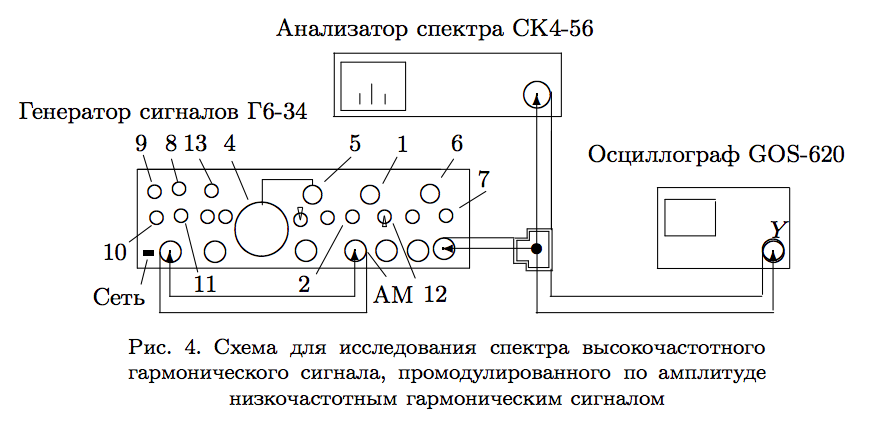 Анализатор спектра СК4-56
Генератор сигналов Г6-34
9 8 13 4 5 1 6
Осциллограф GOS-620
7
Y
10
11 2 АМ 12
Сеть
Рис. 4. Схема для исследования спектра высокочастотного
гармонического сигнала, промодулированного по амплитуде
низкочастотным гармоническим сигналом